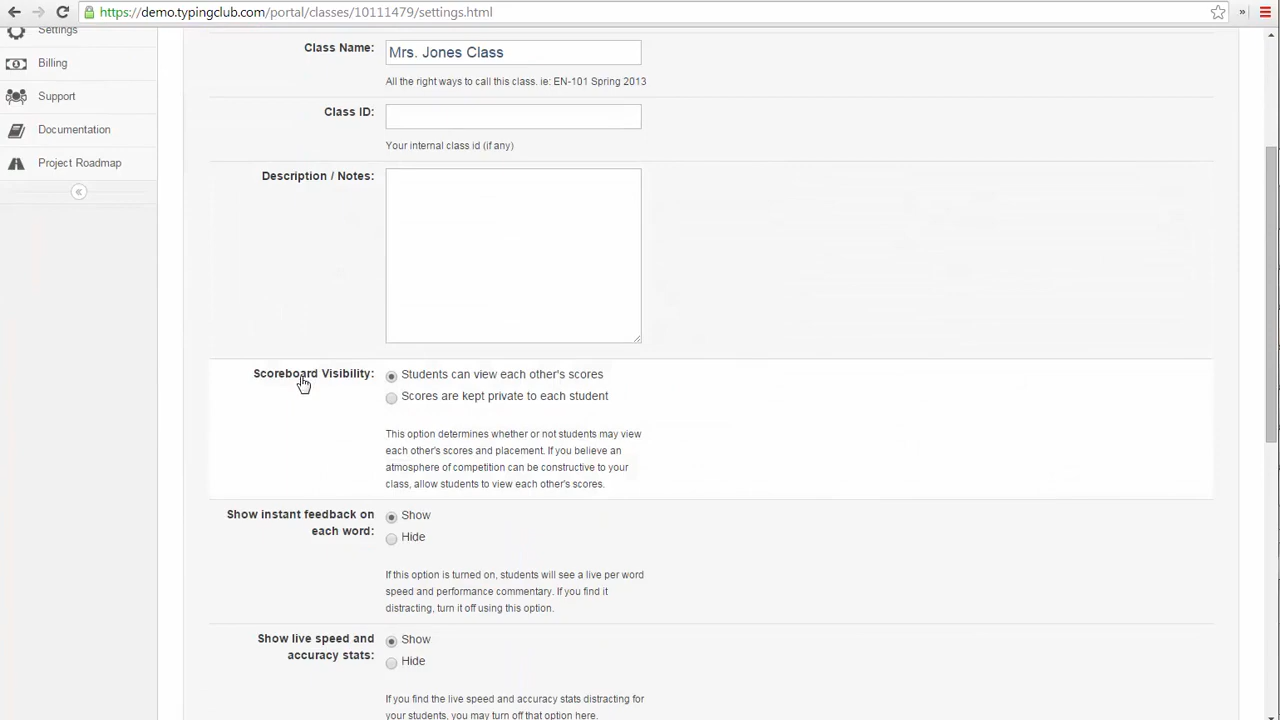 https://demo.typingclub.com/portal/classes/10111479/settings.html
»
Settings
Billing
Support
Documentation
Project Roadmap
«
Class Name: Mrs. Jones Class
All the right ways to call this class. ie: EN-101 Spring 2013
Class ID:
Your internal class id (if any)
Description / Notes:
Scoreboard Visibility: Students can view each other's scores
Scores are kept private to each student
This option determines whether or not students may view
each other's scores and placement. If you believe an
atmosphere of competition can be constructive to your
class, allow students to view each other's scores.
Show instant feedback on Show
each word: Hide
If this option is turned on, students will see a live per word
speed and performance commentary. If you find it
distracting, turn it off using this option.
Show live speed and Show
accuracy stats: Hide
If you find the live speed and accuracy stats distracting for
your students, you may turn off that option here.